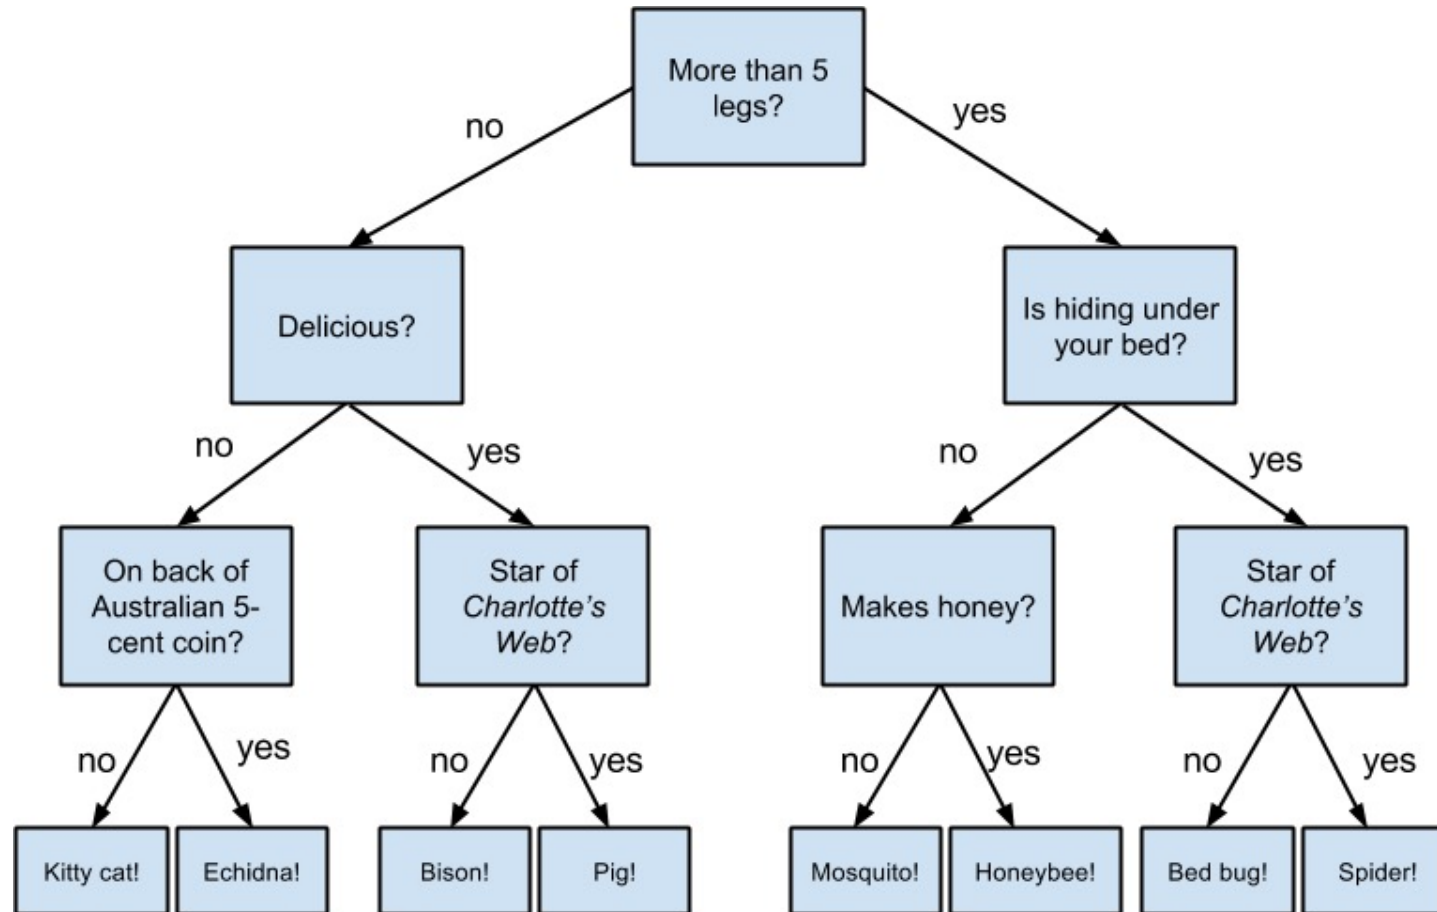 More than 5
legs?
no
yes
Delicious?
Is hiding under
your bed?
no
yes
no
yes
On back of
Australian 5-
cent coin?
Star of
Charlotte's
Web?
Makes honey?
Star of
Charlotte's
Web?
no
yes
no
yes
no
yes
no
yes
Kitty cat!
Echidna!
Bison!
Pig!
Mosquito!
Honeybee!
Bed bug!
Spider!